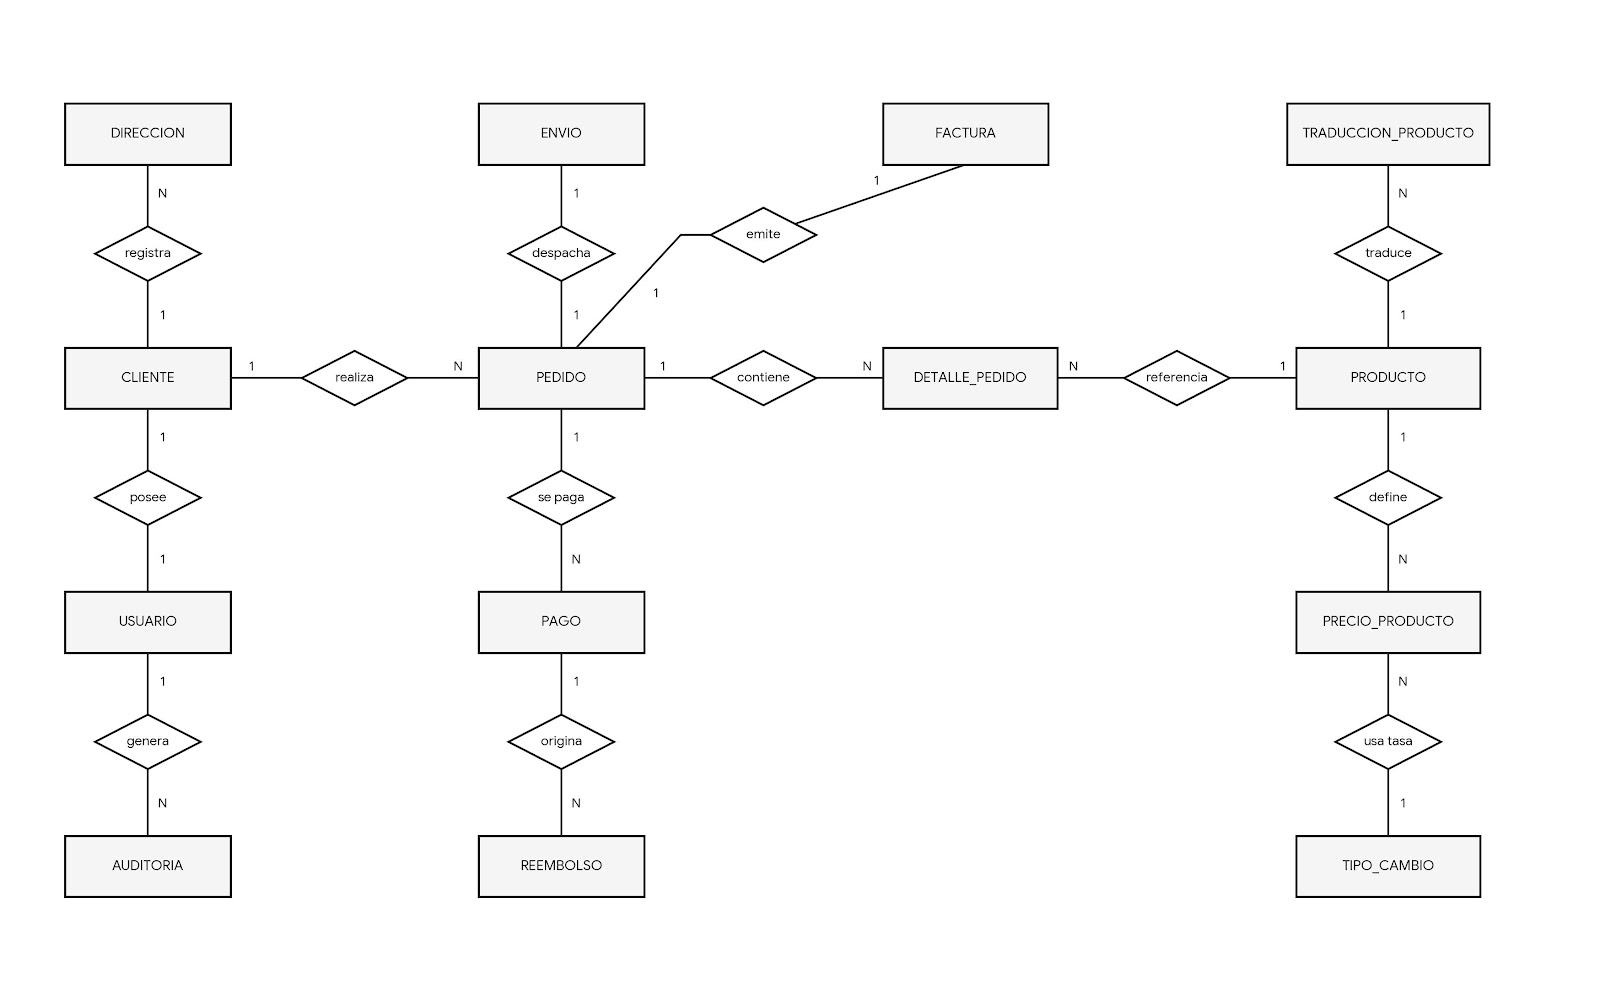 DIRECCION
ENVIO
FACTURA
TRADUCCION_PRODUCTO
N
1
1
N
registra
despacha
emite
traduce
1
1
1
1
CLIENTE
1
realiza
N
PEDIDO
1
contiene
N
DETALLE_PEDIDO
N
referencia
1
PRODUCTO
1
1
1
posee
se paga
define
1
N
N
USUARIO
PAGO
PRECIO_PRODUCTO
1
1
N
genera
origina
usa tasa
N
N
1
AUDITORIA
REEMBOLSO
TIPO_CAMBIO